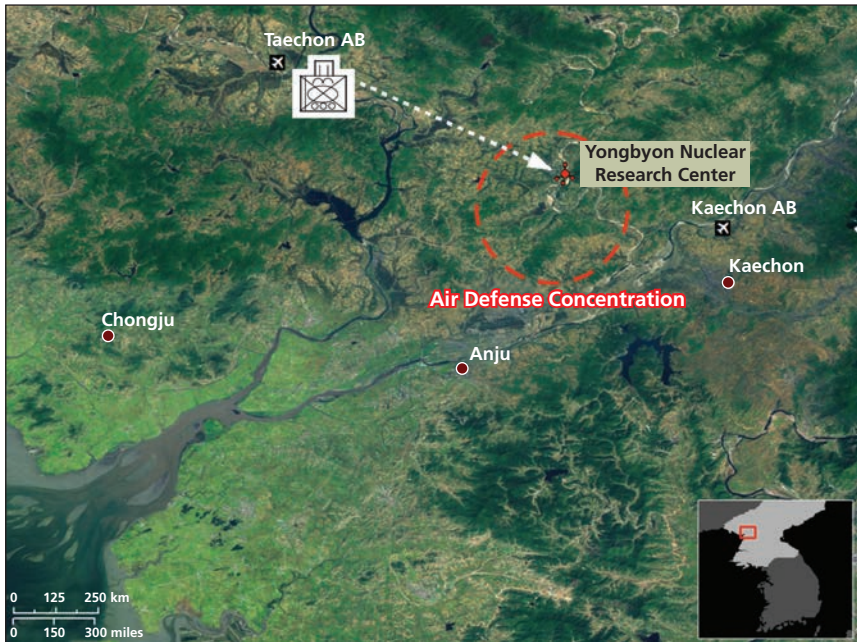 Taechon AB
Yongbyon Nuclear
Research Center
Kaechon AB
Kaechon
Air Defense Concentration
Chongju
Anju
0 125 250 km
0 150 300 miles